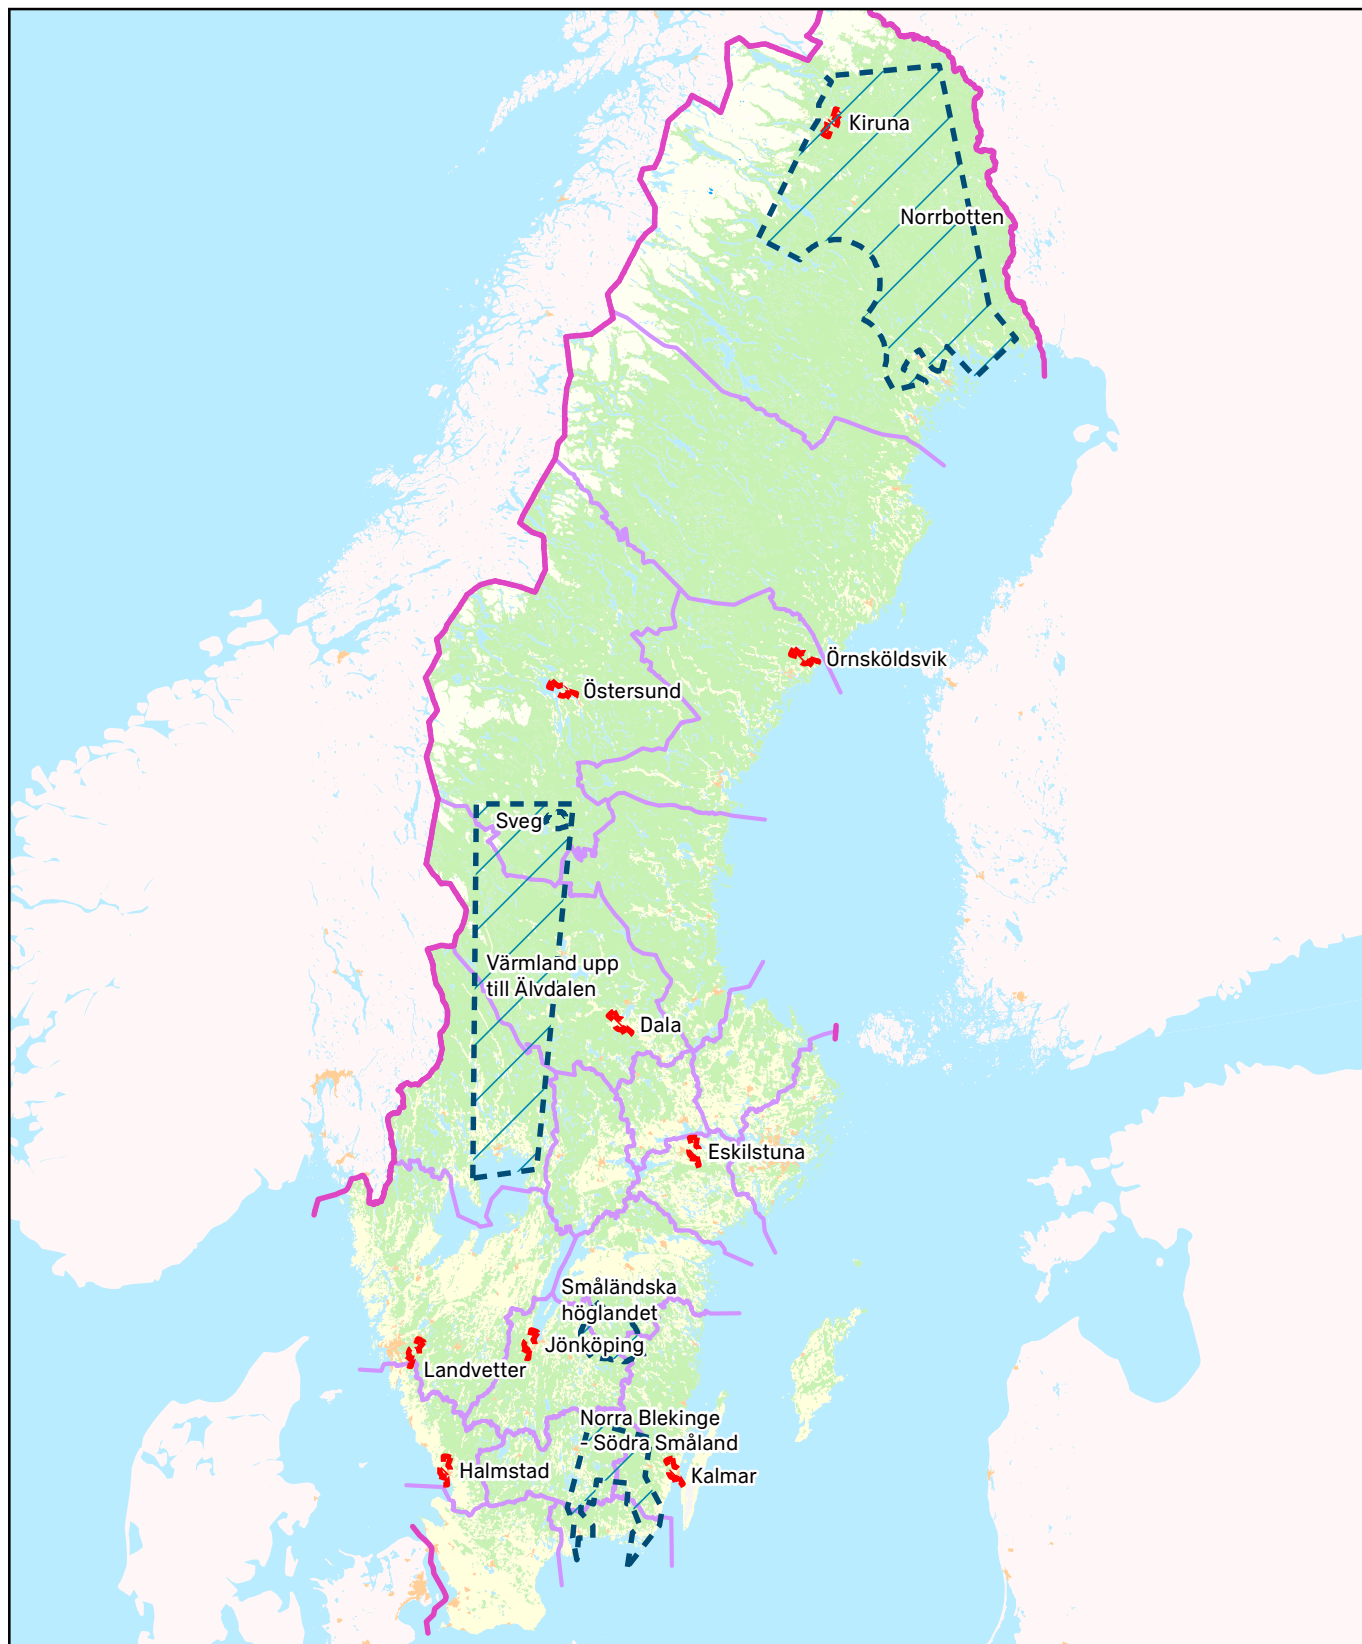 Kiruna
Norrbotten
Örnsköldsvik
Östersund
Sveg
Värmland upp
till Älvdalen
Dala
Eskilstuna
Småländska
höglandet
Jönköping
Landvetter
Norra Blekinge
- Södra Småland
Halmstad
Kalmar